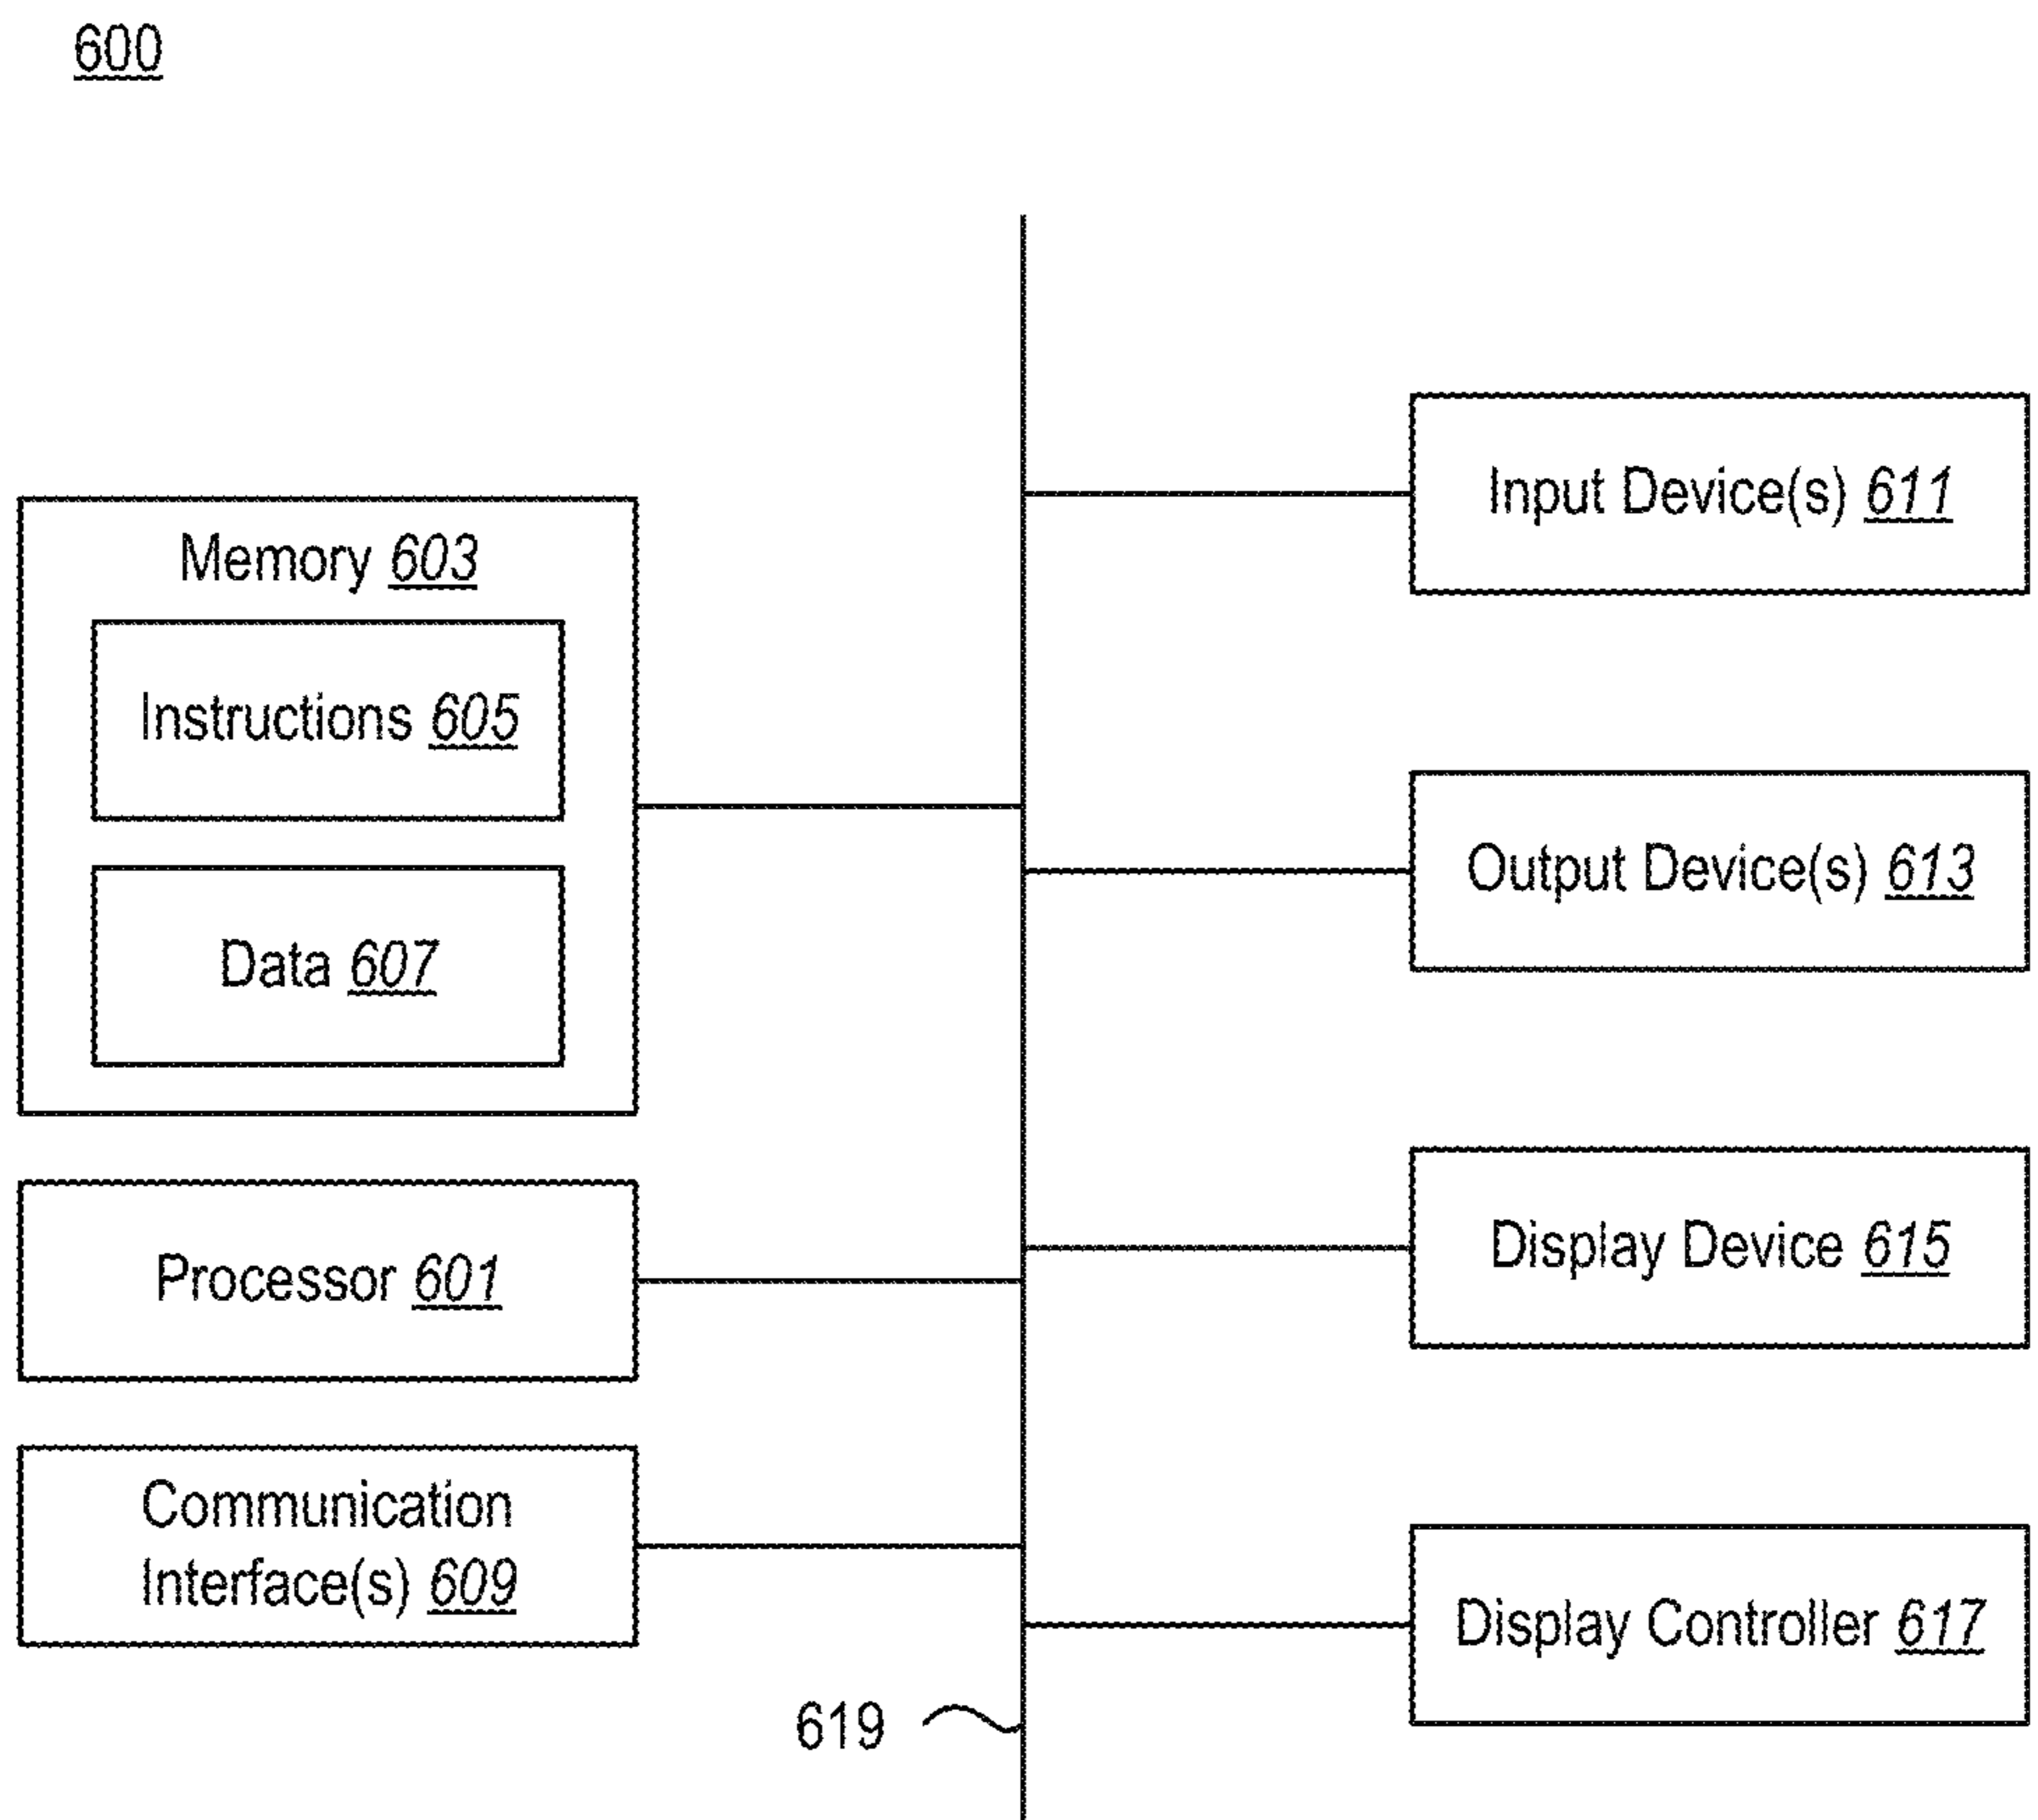 600
Memory 603
Instructions 605
Data 607
Processor 601
Communication
Interface(s) 609
Input Device(s) 611
Output Device(s) 613
Display Device 615
Display Controller 617
619